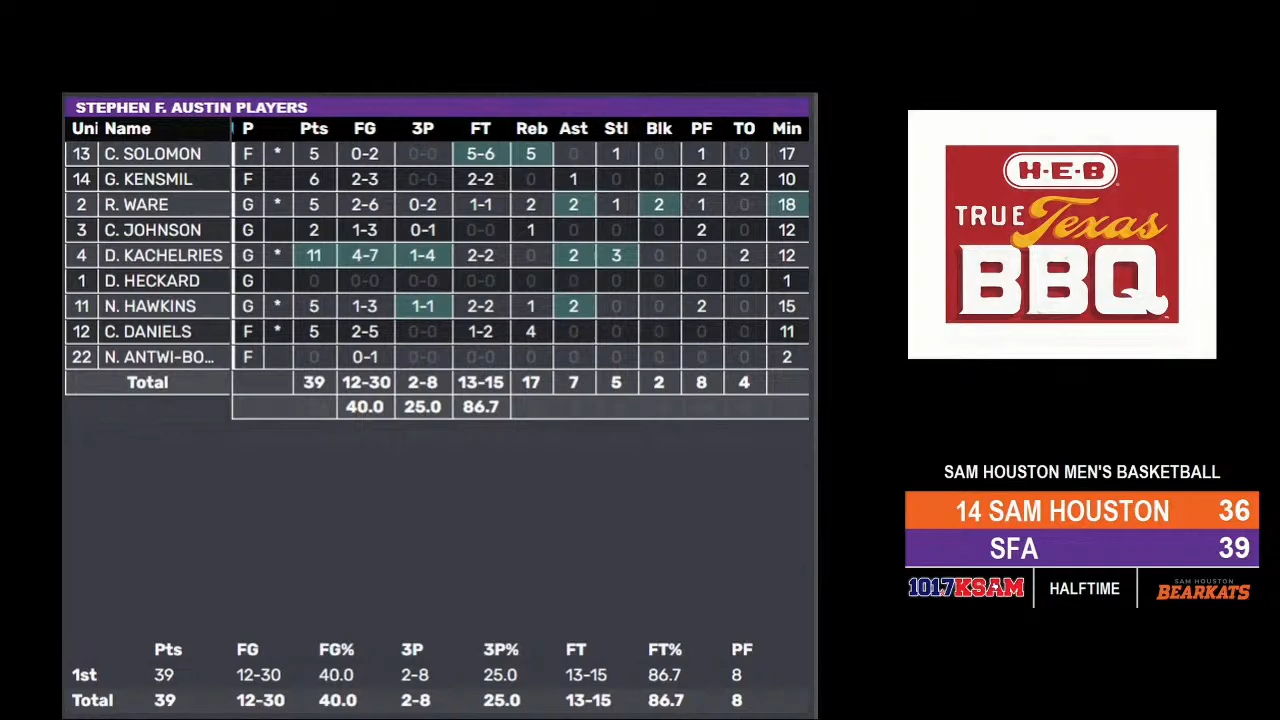 STEPHEN F. AUSTIN PLAYERS
Uni Name P Pts FG 3P FT Reb Ast Stl Blk PF TO Min
13 C. SOLOMON F * 5 0-2 0-0 5-6 5 0 1 0 1 0 17
14 G. KENSMIL F 6 2-3 0-0 2-2 0 1 0 0 2 2 10
2 R. WARE G * 5 2-6 0-2 1-1 2 2 1 2 1 0 18
3 C. JOHNSON G 2 1-3 0-1 0-0 1 0 0 0 2 0 12
4 D. KACHELRIES G * 11 4-7 1-4 2-2 0 2 3 0 0 2 12
1 D. HECKARD G 0 0-0 0-0 0-0 0 0 0 0 0 0 1
11 N. HAWKINS G * 5 1-3 1-1 2-2 1 2 0 0 2 0 15
12 C. DANIELS F * 5 2-5 0-0 1-2 4 0 0 0 0 0 11
22 N. ANTWI-BO... F 0 0-1 0-0 0-0 0 0 0 0 0 0 2
Total 39 12-30 2-8 13-15 17 7 5 2 8 4
40.0 25.0 86.7
Pts FG FG% 3P 3P% FT FT% PF
1st 39 12-30 40.0 2-8 25.0 13-15 86.7 8
Total 39 12-30 40.0 2-8 25.0 13-15 86.7 8
H-E-B
TRUE Texas
BBQ
SAM HOUSTON MEN'S BASKETBALL
14 SAM HOUSTON 36
SFA 39
101.7 KSAM HALFTIME SAM HOUSTON
BEARKATS